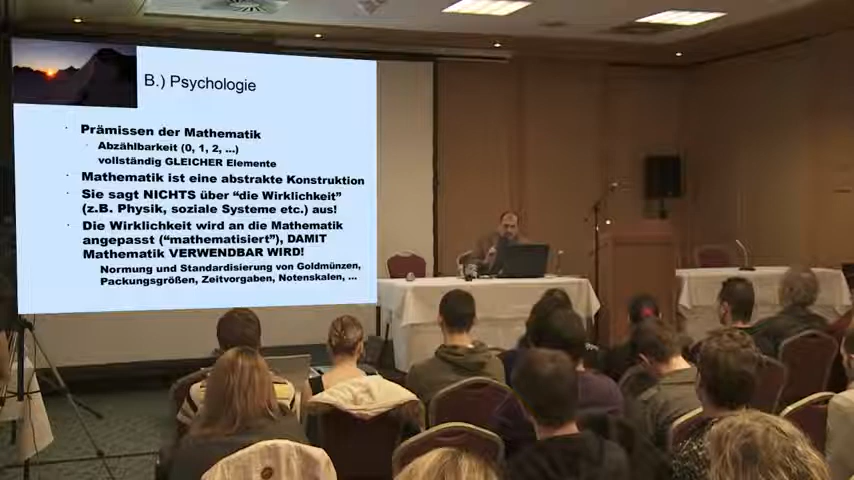 B.) Psychologie
Prämissen der Mathematik
Abzählbarkeit (0, 1, 2, ...)
vollständig GLEICHER Elemente
Mathematik ist eine abstrakte Konstruktion
Sie sagt NICHTS über “die Wirklichkeit”
(z.B. Physik, soziale Systeme etc.) aus!
Die Wirklichkeit wird an die Mathematik
angepasst (“mathematisiert”), DAMIT
Mathematik VERWENDBAR WIRD!
Normung und Standardisierung von Goldmünzen,
Packungsgrößen, Zeitvorgaben, Notenskalen, ...